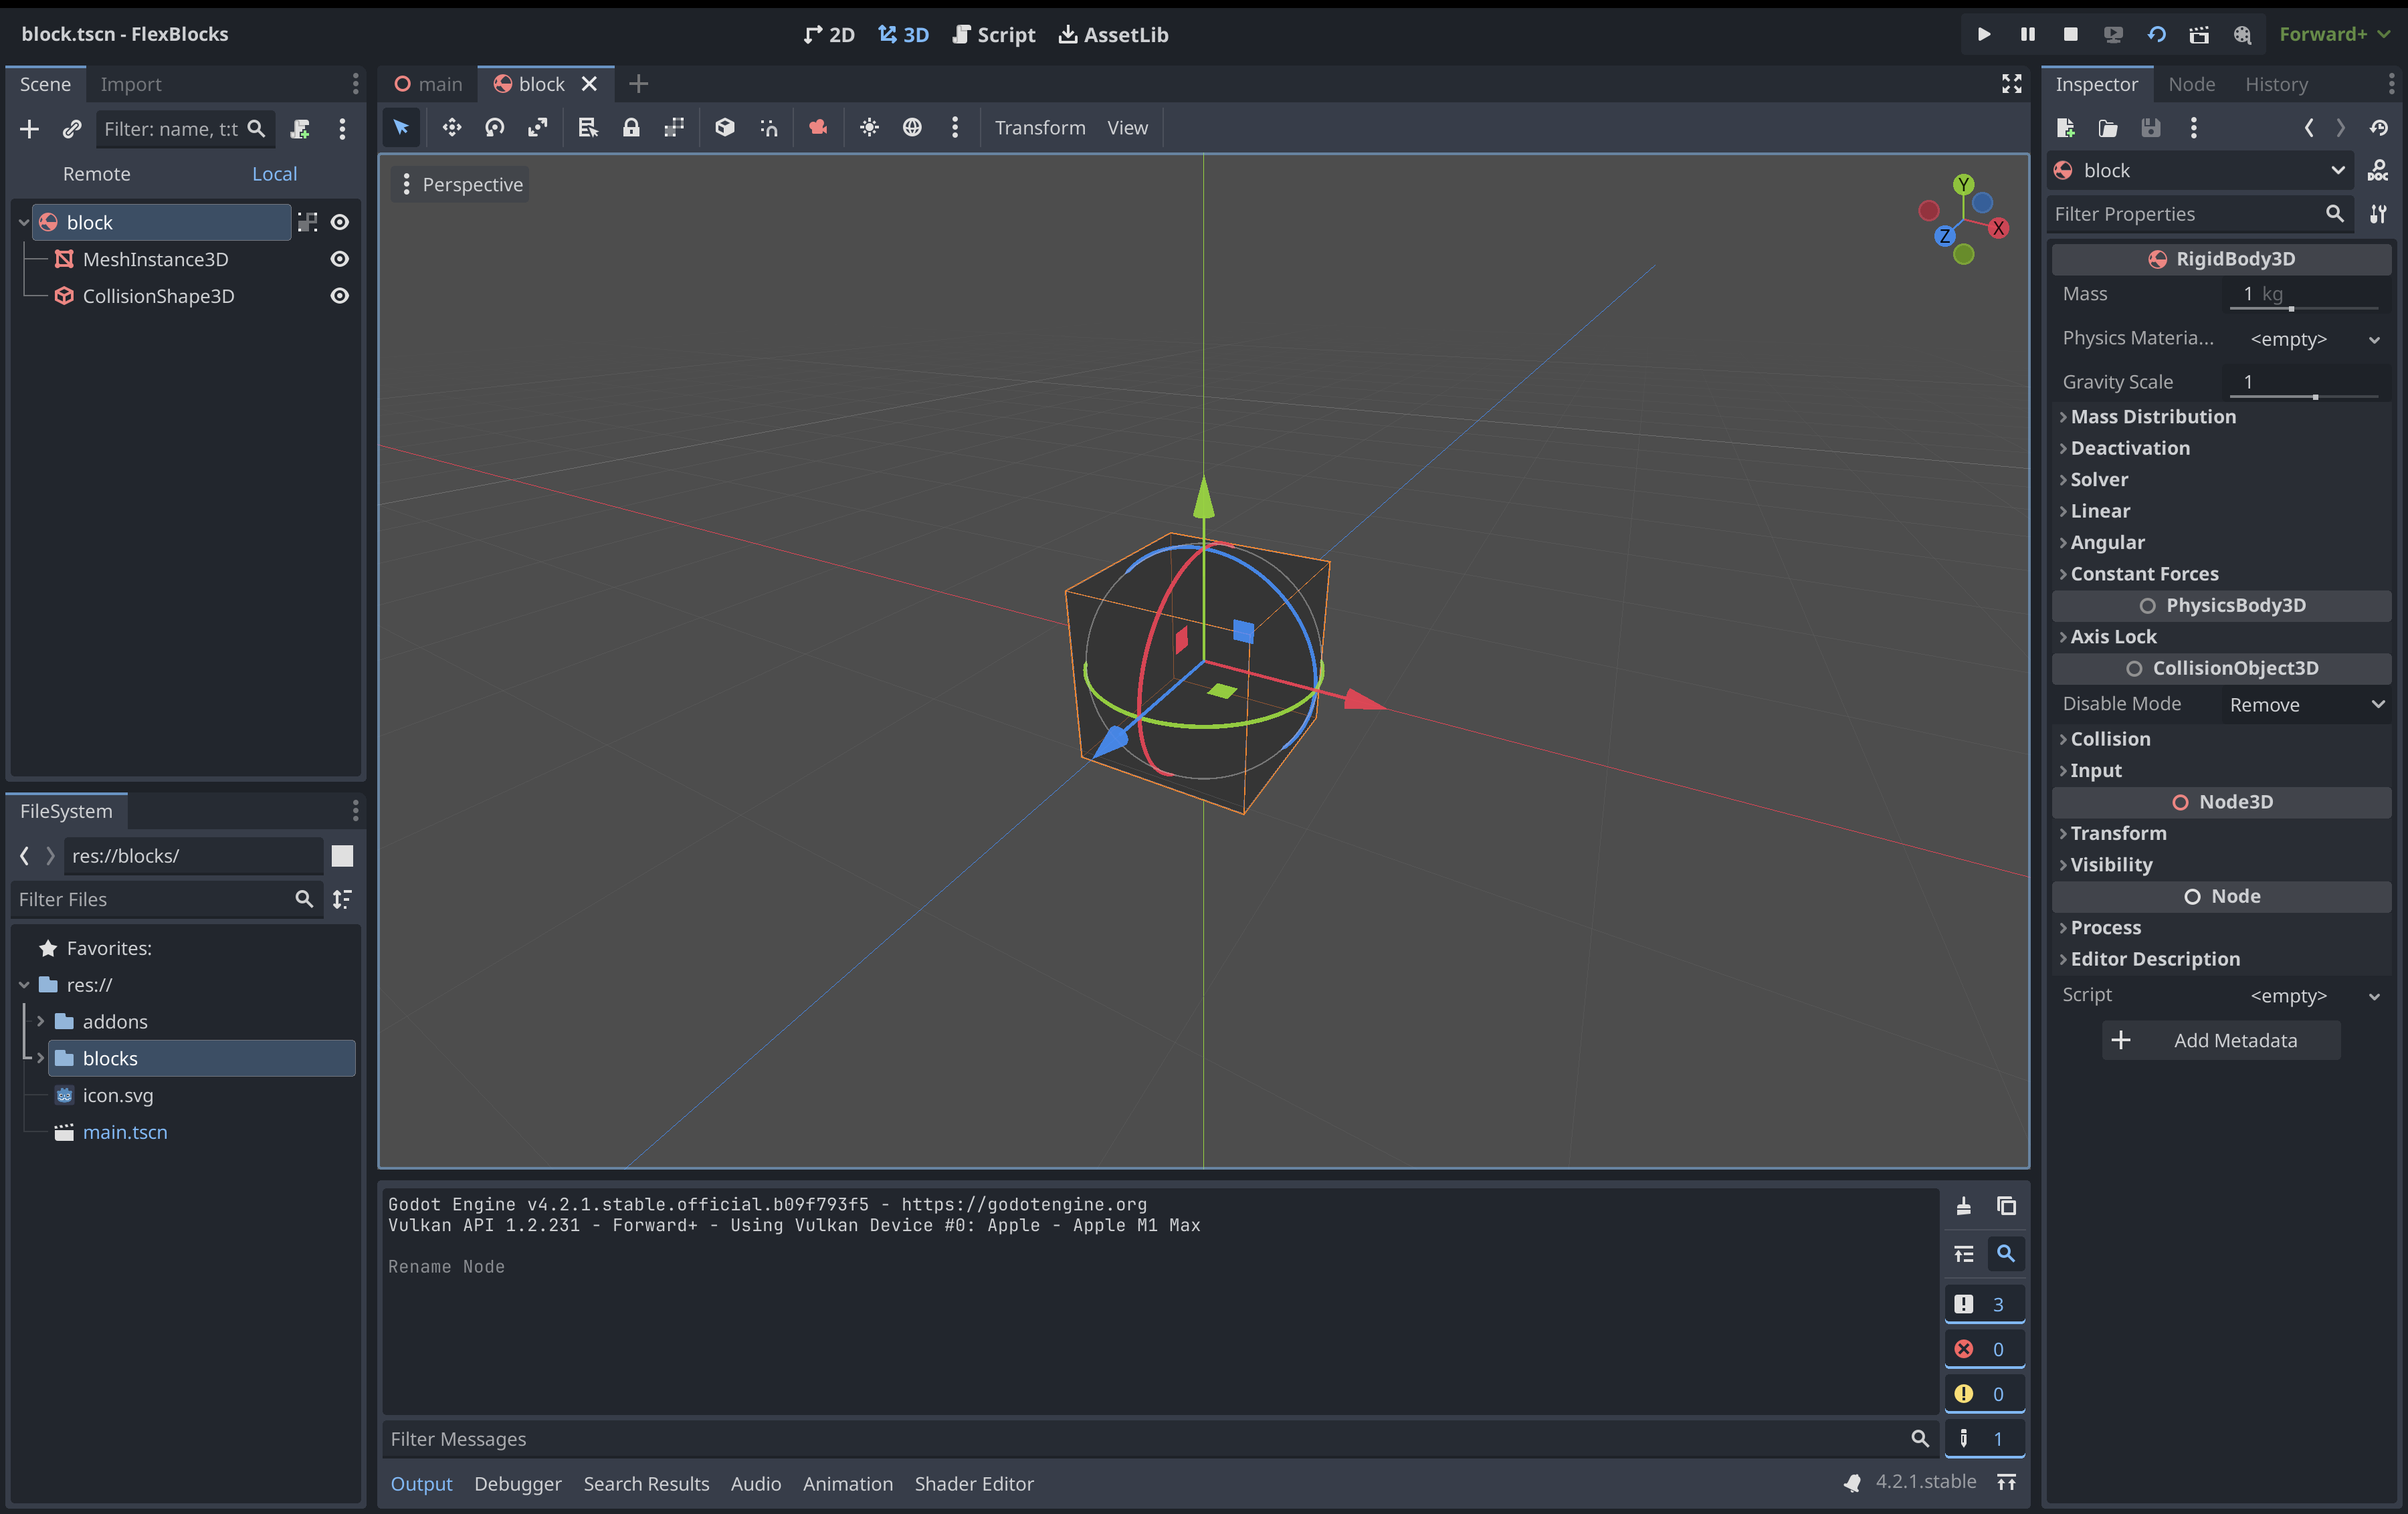 block.tscn - FlexBlocks
2D
3D
Script
AssetLib
Forward+
Scene
Import
Filter: name, t:t
Remote
Local
block
MeshInstance3D
CollisionShape3D
FileSystem
res://blocks/
Filter Files
Favorites:
res://
addons
blocks
icon.svg
main.tscn
main
block
Transform
View
Perspective
Y
X
Z
Godot Engine v4.2.1.stable.official.b09f793f5 - https://godotengine.org
Vulkan API 1.2.231 - Forward+ - Using Vulkan Device #0: Apple - Apple M1 Max
Rename Node
3
0
0
1
Filter Messages
Output
Debugger
Search Results
Audio
Animation
Shader Editor
4.2.1.stable
Inspector
Node
History
block
DOC
Filter Properties
RigidBody3D
Mass
1 kg
Physics Materia...
<empty>
Gravity Scale
1
Mass Distribution
Deactivation
Solver
Linear
Angular
Constant Forces
PhysicsBody3D
Axis Lock
CollisionObject3D
Disable Mode
Remove
Collision
Input
Node3D
Transform
Visibility
Node
Process
Editor Description
Script
<empty>
Add Metadata